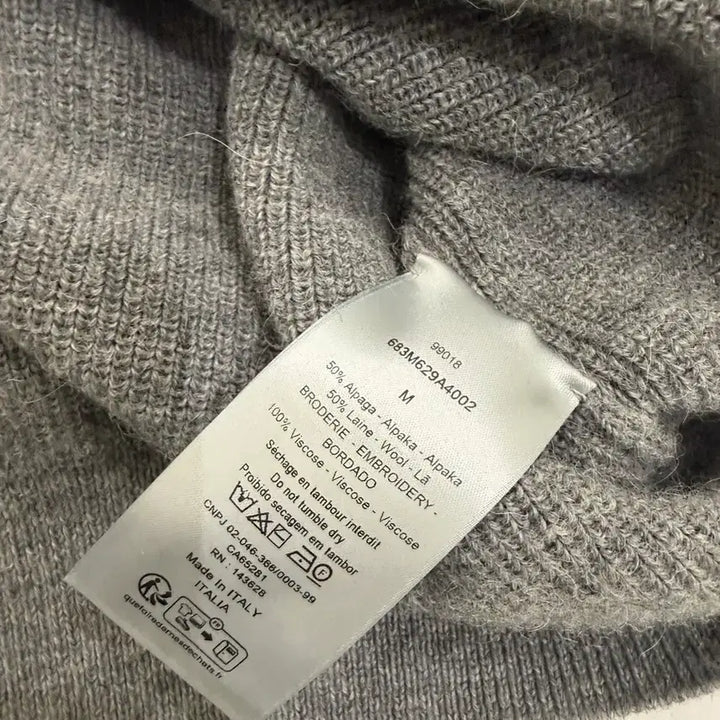 99018
683M629A4002
M
50% Alpaga - Alpaka - Alpaka
50% Laine - Wool - Lã
BRODERIE - EMBROIDERY -
BORDADO
100% Viscose - Viscose - Viscose
Séchage en tambour interdit
Do not tumble dry
Proibido secagem em tambor
F
CNPJ 02-046-386/0003-99
CA65281
RN : 143628
Made In ITALY
ITALIA
FR
quefairedemesdechets.fr